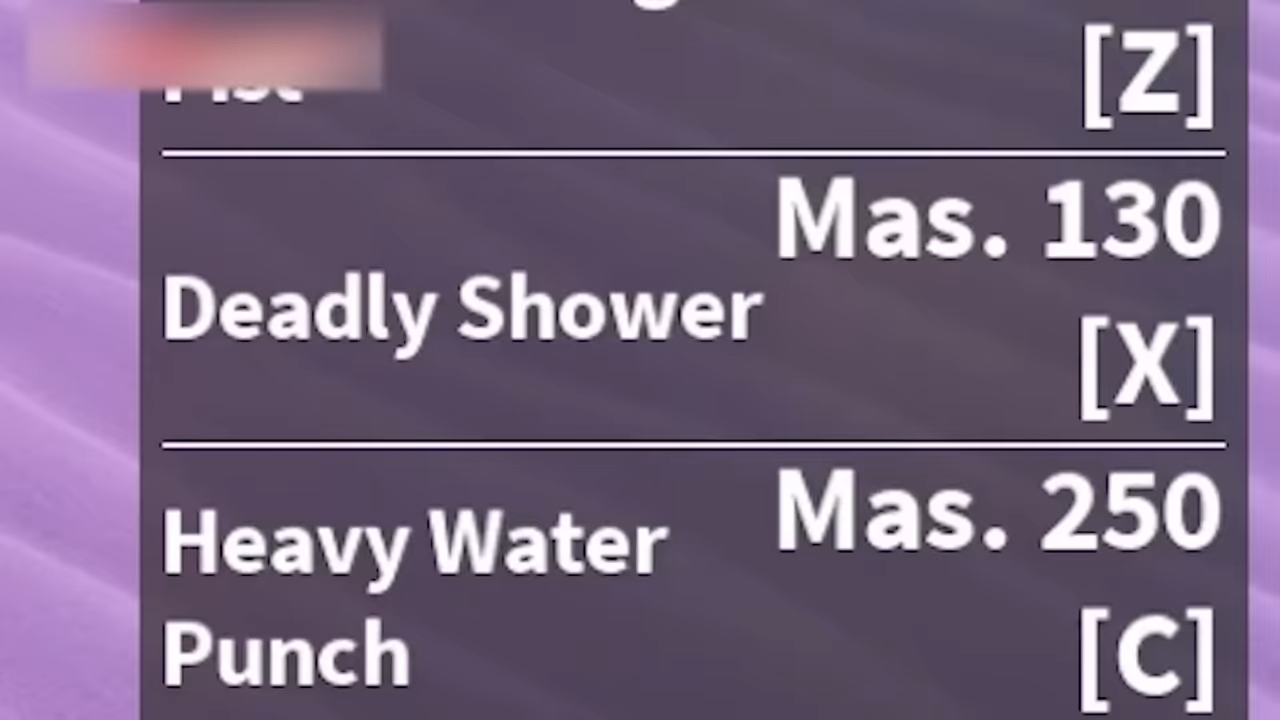 [Z]
Mas. 130
Deadly Shower
[X]
Mas. 250
Heavy Water
Punch
[C]